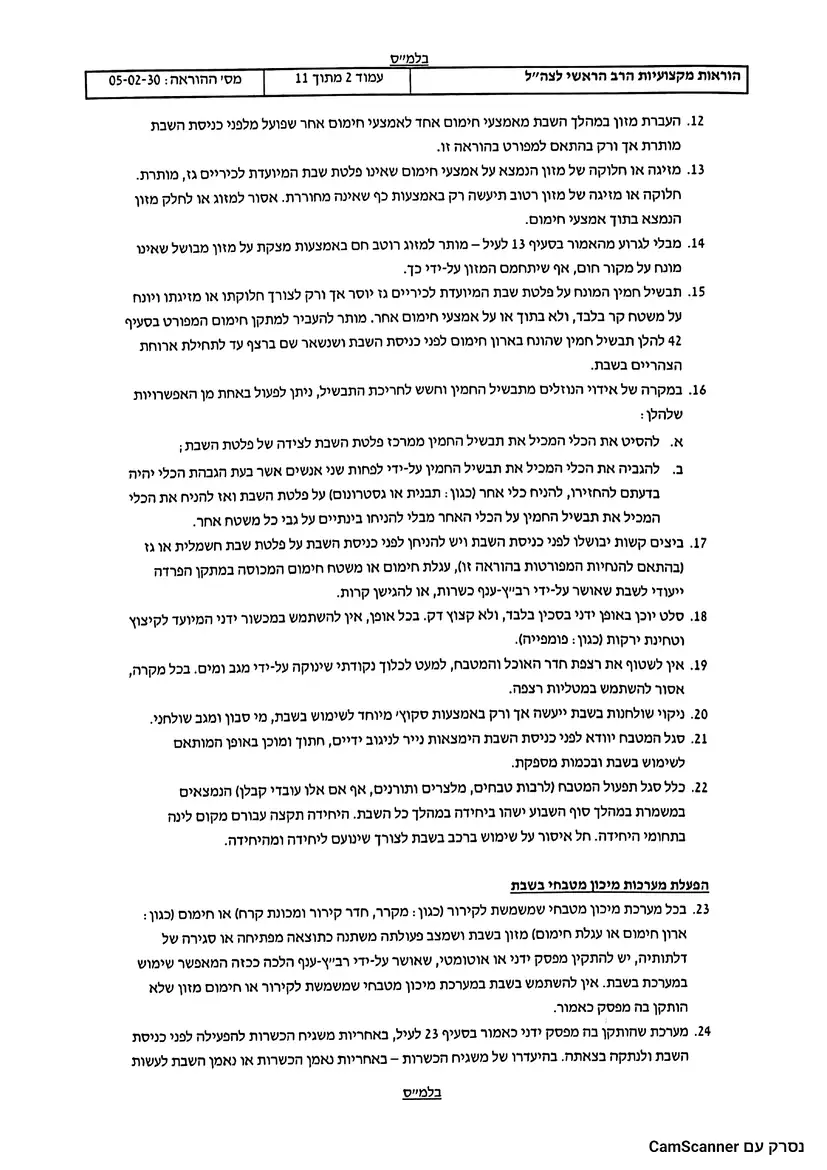 בלמ״ס
הוראות מקצועיות הרב הראשי לצה״ל
עמוד 2 מתוך 11
מס׳ ההוראה: 05-02-30
12. העברת מזון במהלך השבת מאמצעי חימום אחד לאמצעי חימום אחר שפועל מלפני כניסת השבת
מותרת אך ורק בהתאם למפורט בהוראה זו.
13. מזיגה או חלוקה של מזון הנמצא על אמצעי חימום שאינו פלטת שבת המיועדת לכיריים גז, מותרת.
חלוקה או מזיגה של מזון רטוב תיעשה רק באמצעות כף שאינה מחוררת. אסור למזוג או לחלק מזון
הנמצא בתוך אמצעי חימום.
14. מבלי לגרוע מהאמור בסעיף 13 לעיל – מותר למזוג רוטב חם באמצעות מצקת על מזון מבושל שאינו
מונח על מקור חום, אף שיתחמם המזון על-ידי כך.
15. תבשיל חמין המונח על פלטת שבת המיועדת לכיריים גז יוסר אך ורק לצורך חלוקתו או מזיגתו ויונח
על משטח קר בלבד, ולא בתוך או על אמצעי חימום אחר. מותר להעביר למתקן חימום המפורט בסעיף
42 להלן תבשיל חמין שהונח בארון חימום לפני כניסת השבת ושנשאר שם ברצף עד לתחילת ארוחת
הצהריים בשבת.
16. במקרה של אידוי הנוזלים מתבשיל החמין וחשש לחריכת התבשיל, ניתן לפעול באחת מן האפשרויות
שלהלן:
א. להסיט את הכלי המכיל את תבשיל החמין ממרכז פלטת השבת לצידה של פלטת השבת;
ב. להגביה את הכלי המכיל את תבשיל החמין על-ידי לפחות שני אנשים אשר בעת הגבהת הכלי יהיה
בדעתם להחזירו, להניח כלי אחר (כגון: תבנית או גסטרונום) על פלטת השבת ואז להניח את הכלי
המכיל את תבשיל החמין על הכלי האחר מבלי להניחו בינתיים על גבי כל משטח אחר.
17. ביצים קשות יבושלו לפני כניסת השבת ויש להניחן לפני כניסת השבת על פלטת שבת חשמלית או גז
(בהתאם להנחיות המפורטות בהוראה זו), עגלת חימום או משטח חימום המכוסה במתקן הפרדה
ייעודי לשבת שאושר על-ידי רב״ץ-ענף כשרות, או להגישן קרות.
18. סלט יוכן באופן ידני בסכין בלבד, ולא קצוץ דק. בכל אופן, אין להשתמש במכשור ידני המיועד לקיצוץ
וטחינת ירקות (כגון: פומפייה).
19. אין לשטוף את רצפת חדר האוכל והמטבח, למעט לכלוך נקודתי שינוקה על-ידי מגב ומים. בכל מקרה,
אסור להשתמש במטליות רצפה.
20. ניקוי שולחנות בשבת ייעשה אך ורק באמצעות סקוץ׳ מיוחד לשימוש בשבת, מי סבון ומגב שולחני.
21. סגל המטבח יוודא לפני כניסת השבת הימצאות נייר לניגוב ידיים, חתוך ומוכן באופן המותאם
לשימוש בשבת ובכמות מספקת.
22. כלל סגל תפעול המטבח (לרבות טבחים, מלצרים ותורנים, אף אם אלו עובדי קבלן) הנמצאים
במשמרת במהלך סוף השבוע ישהו ביחידה במהלך כל השבת. היחידה תקצה עבורם מקום לינה
בתחומי היחידה. חל איסור על שימוש ברכב בשבת לצורך שינועם ליחידה ומהיחידה.
הפעלת מערכות מיכון מטבחי בשבת
23. בכל מערכת מיכון מטבחי שמשמשת לקירור (כגון: מקרר, חדר קירור ומכונת קרח) או חימום (כגון:
ארון חימום או עגלת חימום) מזון בשבת ושמצב פעולתה משתנה כתוצאה מפתיחה או סגירה של
דלתותיה, יש להתקין מפסק ידני או אוטומטי, שאושר על-ידי רב״ץ-ענף הלכה ככזה המאפשר שימוש
במערכת בשבת. אין להשתמש בשבת במערכת מיכון מטבחי שמשמשת לקירור או חימום מזון שלא
הותקן בה מפסק כאמור.
24. מערכת שהותקן בה מפסק ידני כאמור בסעיף 23 לעיל, באחריות משגיח הכשרות להפעילה לפני כניסת
השבת ולנתקה בצאתה. בהיעדרו של משגיח הכשרות – באחריות נאמן הכשרות או נאמן השבת לעשות
בלמ״ס
נסרק עם CamScanner